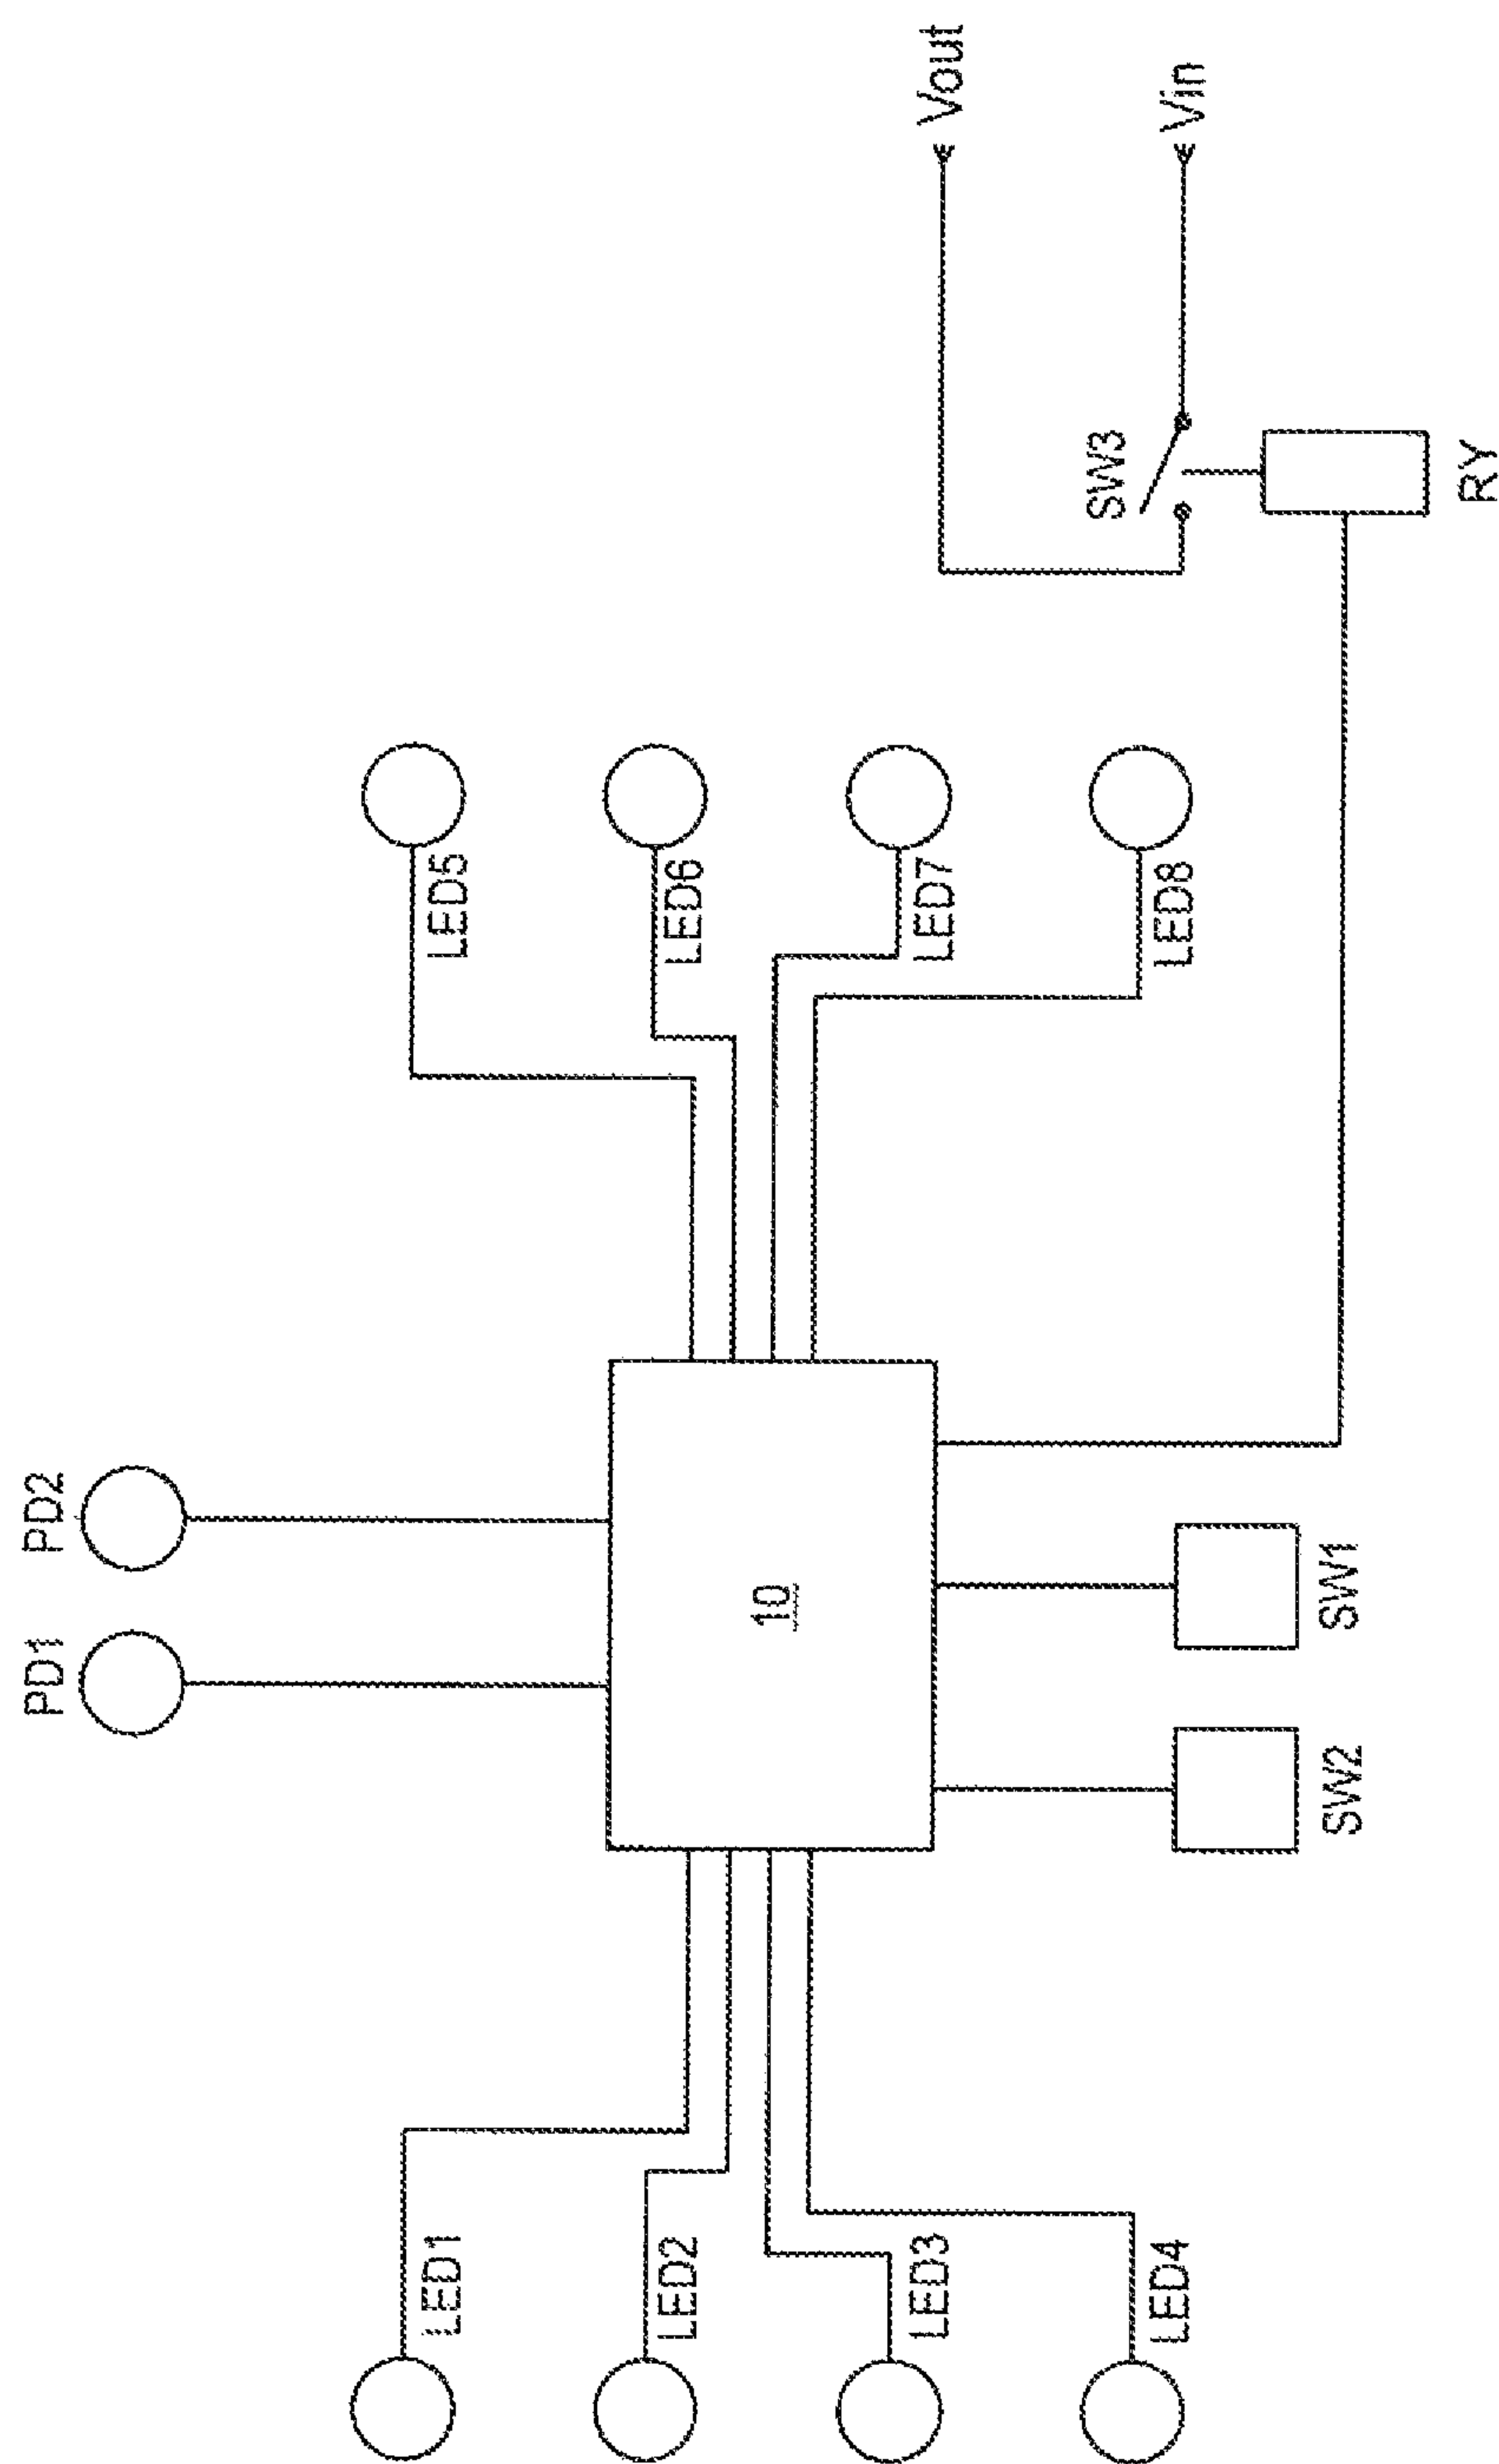 PD1
PD2
LED1
LED2
LED3
LED4
LED5
LED6
LED7
LED8
10
SW2
SW1
SW3
RY
Vout
Vin